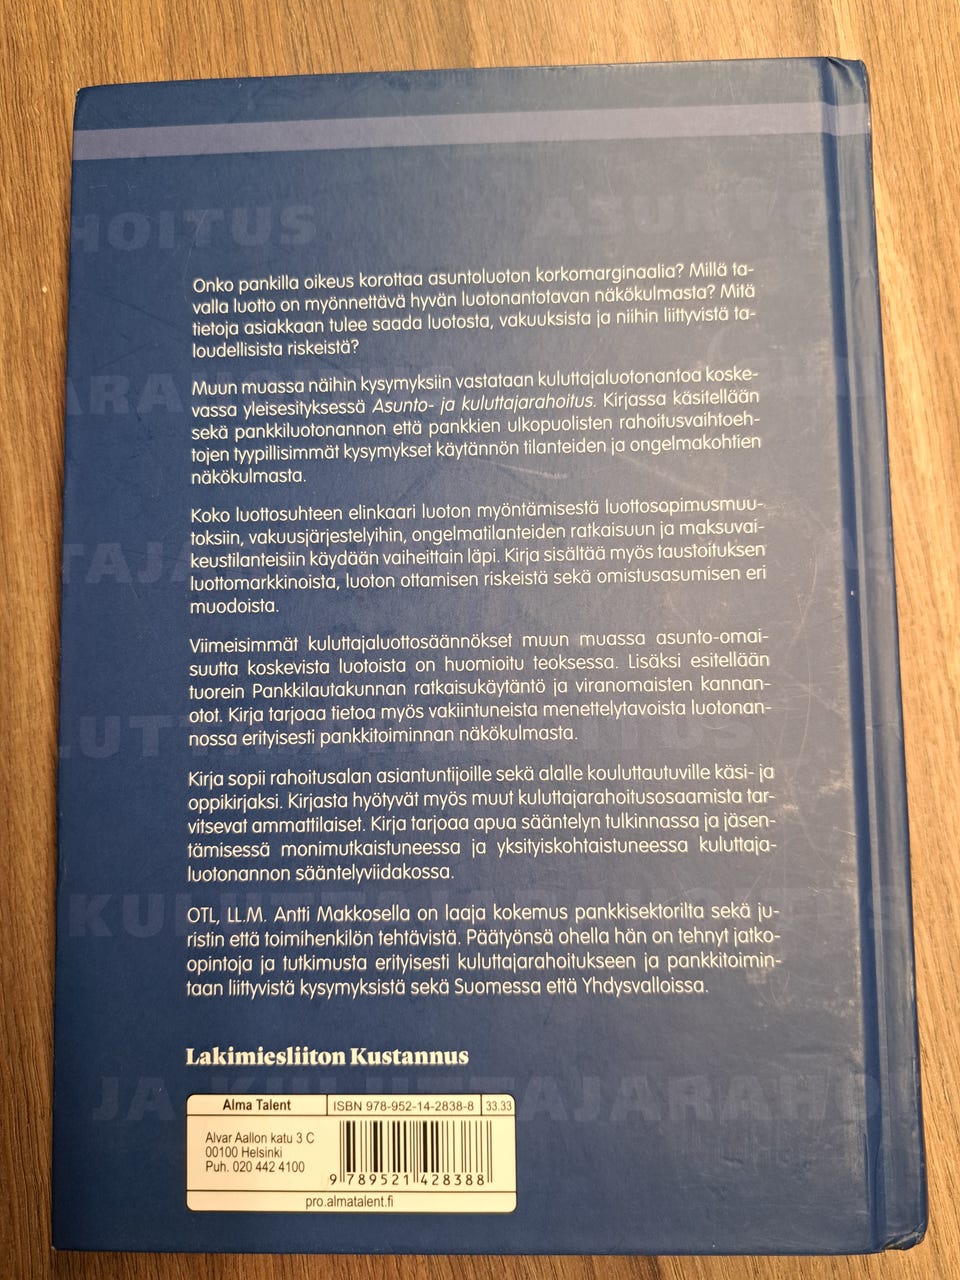 HOITUS
ASUNTO-
Onko pankilla oikeus korottaa asuntoluoton korkomarginaalia? Millä ta-
valla luotto on myönnettävä hyvän luotonantotavan näkökulmasta? Mitä
tietoja asiakkaan tulee saada luotosta, vakuuksista ja niihin liittyvistä ta-
loudellisista riskeistä?
Muun muassa näihin kysymyksiin vastataan kuluttajaluotonantoa koske-
vassa yleisesityksessä Asunto- ja kuluttajarahoitus. Kirjassa käsitellään
sekä pankkiluotonannon että pankkien ulkopuolisten rahoitusvaihtoeh-
tojen tyypillisimmät kysymykset käytännön tilanteiden ja ongelmakohtien
näkökulmasta.
Koko luottosuhteen elinkaari luoton myöntämisestä luottosopimusmuu-
toksiin, vakuusjärjestelyihin, ongelmatilanteiden ratkaisuun ja maksuvai-
keustilanteisiin käydään vaiheittain läpi. Kirja sisältää myös taustoituksen
luottomarkkinoista, luoton ottamisen riskeistä sekä omistusasumisen eri
muodoista.
Viimeisimmät kuluttajaluottosäännökset muun muassa asunto-omai-
suutta koskevista luotoista on huomioitu teoksessa. Lisäksi esitellään
tuorein Pankkilautakunnan ratkaisukäytäntö ja viranomaisten kannan-
otot. Kirja tarjoaa tietoa myös vakiintuneista menettelytavoista luotonan-
nossa erityisesti pankkitoiminnan näkökulmasta.
Kirja sopii rahoitusalan asiantuntijoille sekä alalle kouluttautuville käsi- ja
oppikirjaksi. Kirjasta hyötyvät myös muut kuluttajarahoitusosaamista tar-
vitsevat ammattilaiset. Kirja tarjoaa apua sääntelyn tulkinnassa ja jäsen-
tämisessä monimutkaistuneessa ja yksityiskohtaistuneessa kuluttaja-
luotonannon sääntelyviidakossa.
KULUTTAJARAHOITUS
OTL, LL.M. Antti Makkosella on laaja kokemus pankkisektorilta sekä ju-
ristin että toimihenkilön tehtävistä. Päätyönsä ohella hän on tehnyt jatko-
opintoja ja tutkimusta erityisesti kuluttajarahoitukseen ja pankkitoimin-
taan liittyvistä kysymyksistä sekä Suomessa että Yhdysvalloissa.
Lakimiesliiton Kustannus
JA KULUTTAJARAHO
Alma Talent ISBN 978-952-14-2838-8 33.33
Alvar Aallon katu 3 C
00100 Helsinki
Puh. 020 442 4100
9 789521 428388
pro.almatalent.fi